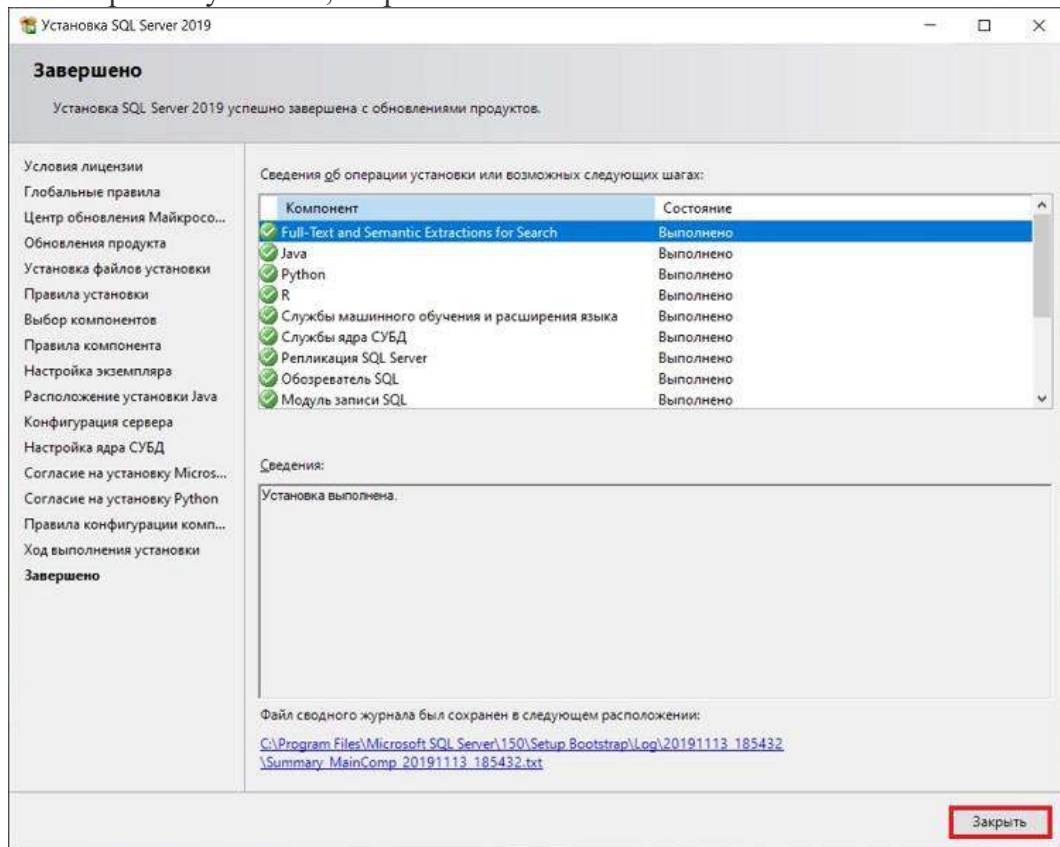 Установка SQL Server 2019
Завершено
Установка SQL Server 2019 успешно завершена с обновлениями продуктов.
Условия лицензии
Глобальные правила
Центр обновления Майкросо...
Обновления продукта
Установка файлов установки
Правила установки
Выбор компонентов
Правила компонента
Настройка экземпляра
Расположение установки Java
Конфигурация сервера
Настройка ядра СУБД
Согласие на установку Micros...
Согласие на установку Python
Правила конфигурации комп...
Ход выполнения установки
Завершено
Сведения об операции установки или возможных следующих шагах:
Компонент Состояние
Full-Text and Semantic Extractions for Search Выполнено
Java Выполнено
Python Выполнено
R Выполнено
Службы машинного обучения и расширения языка Выполнено
Службы ядра СУБД Выполнено
Репликация SQL Server Выполнено
Обозреватель SQL Выполнено
Модуль записи SQL Выполнено
Сведения:
Установка выполнена.
Файл сводного журнала был сохранен в следующем расположении:
C:\Program Files\Microsoft SQL Server\150\Setup Bootstrap\Log\20191113_185432
\Summary_MainComp_20191113_185432.txt
Закрыть